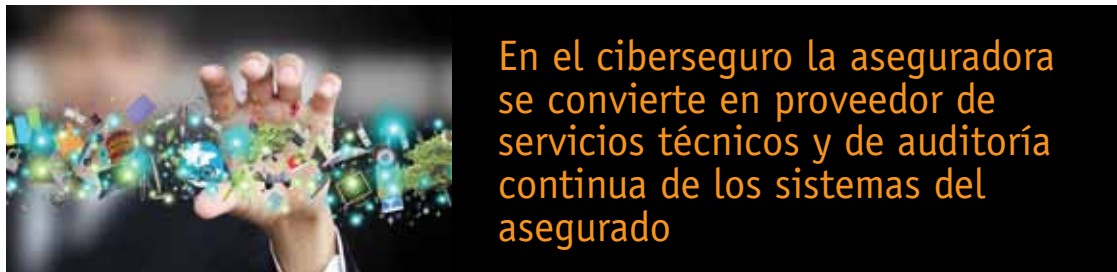 En el ciberseguro la aseguradora
se convierte en proveedor de
servicios técnicos y de auditoría
continua de los sistemas del
asegurado